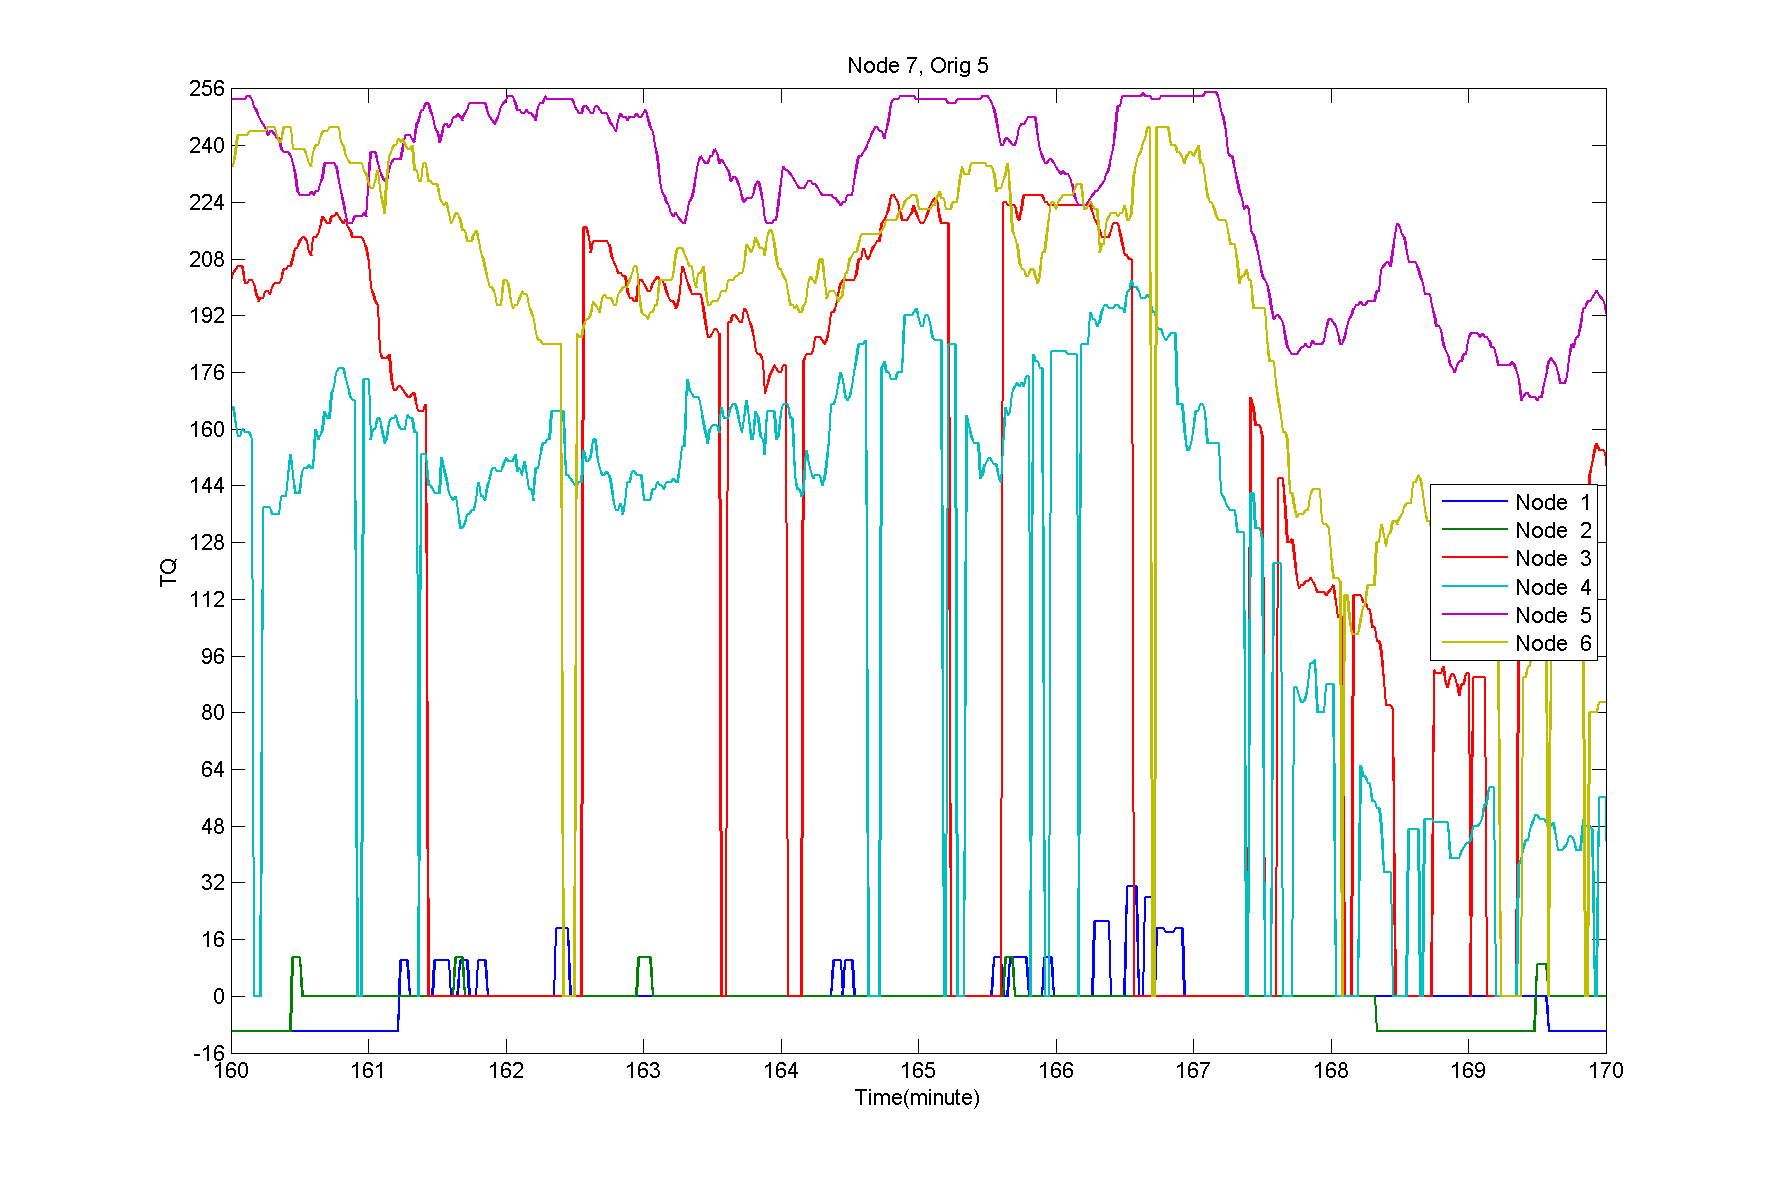 Node 7, Orig 5
256
240
224
208
192
176
160
144
128
112
96
80
64
48
32
16
0
-16
TQ
Node 1
Node 2
Node 3
Node 4
Node 5
Node 6
160 161 162 163 164 165 166 167 168 169 170
Time(minute)